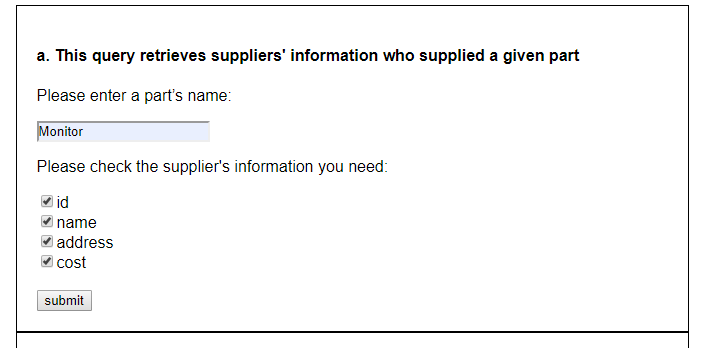 a. This query retrieves suppliers' information who supplied a given part
Please enter a part's name:
Monitor
Please check the supplier's information you need:
id
name
address
cost
submit